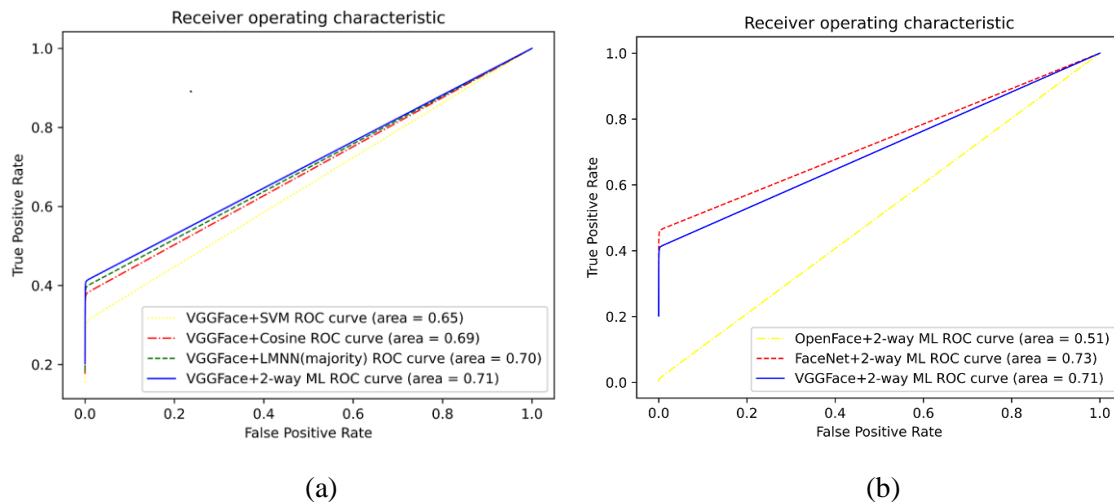 Receiver operating characteristic
1.0
0.8
0.6
0.4
0.2
True Positive Rate
VGGFace+SVM ROC curve (area = 0.65)
VGGFace+Cosine ROC curve (area = 0.69)
VGGFace+LMNN(majority) ROC curve (area = 0.70)
VGGFace+2-way ML ROC curve (area = 0.71)
0.0 0.2 0.4 0.6 0.8 1.0
False Positive Rate
(a)
Receiver operating characteristic
1.0
0.8
0.6
0.4
0.2
0.0
True Positive Rate
OpenFace+2-way ML ROC curve (area = 0.51)
FaceNet+2-way ML ROC curve (area = 0.73)
VGGFace+2-way ML ROC curve (area = 0.71)
0.0 0.2 0.4 0.6 0.8 1.0
False Positive Rate
(b)